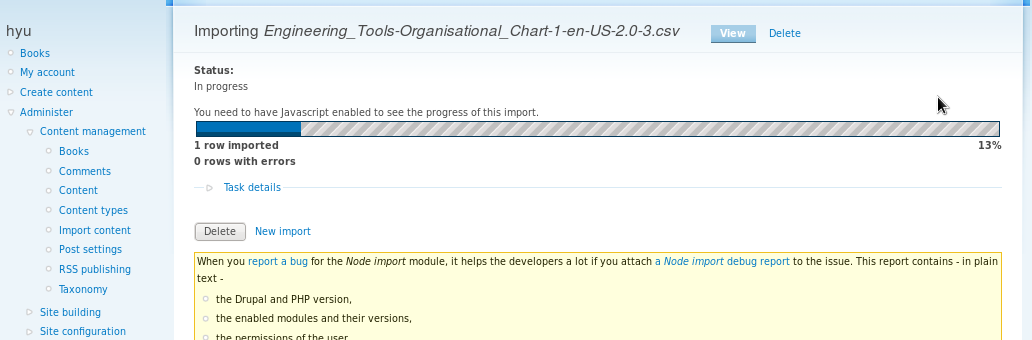 hyu
Books
My account
Create content
Administer
Content management
Books
Comments
Content
Content types
Import content
Post settings
RSS publishing
Taxonomy
Site building
Site configuration
Importing Engineering_Tools-Organisational_Chart-1-en-US-2.0-3.csv
View
Delete
Status:
In progress
You need to have Javascript enabled to see the progress of this import.
1 row imported
13%
0 rows with errors
Task details
Delete
New import
When you report a bug for the Node import module, it helps the developers a lot if you attach a Node import debug report to the issue. This report contains - in plain
text -
the Drupal and PHP version,
the enabled modules and their versions,
the permissions of the user